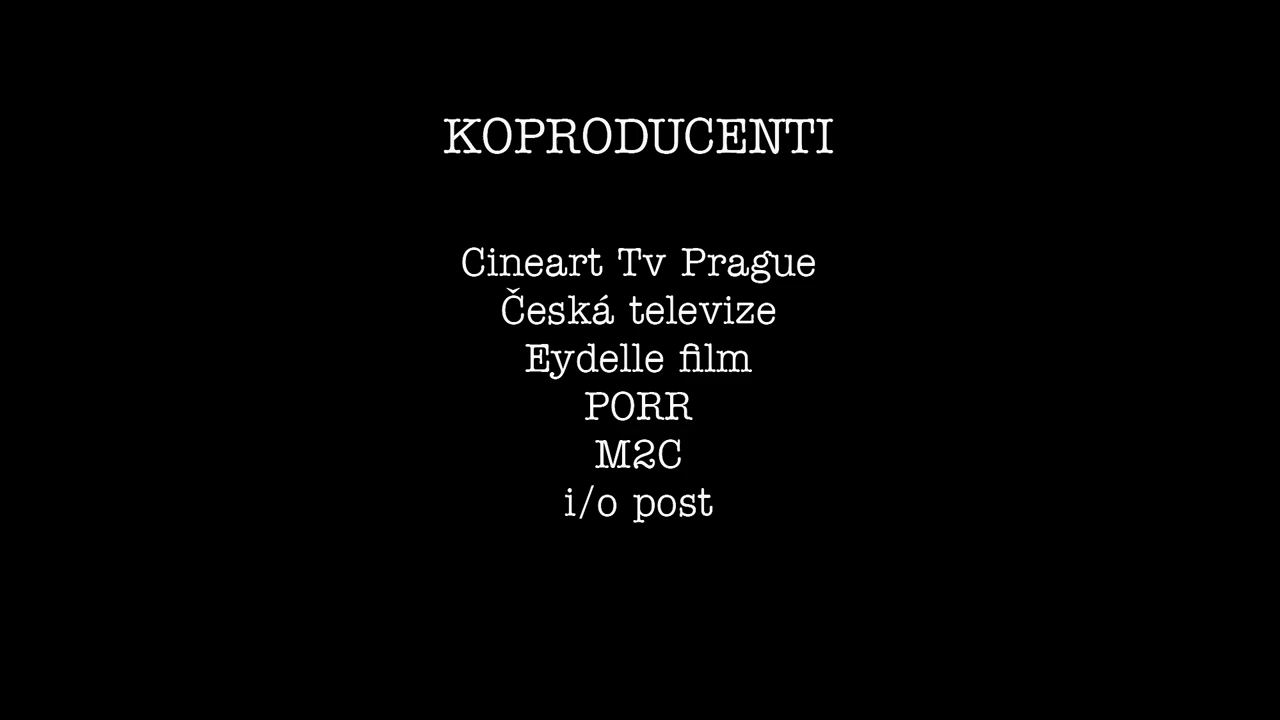 KOPRODUCENTI
Cineart Tv Prague
Česká televize
Eydelle film
PORR
M2C
i/o post